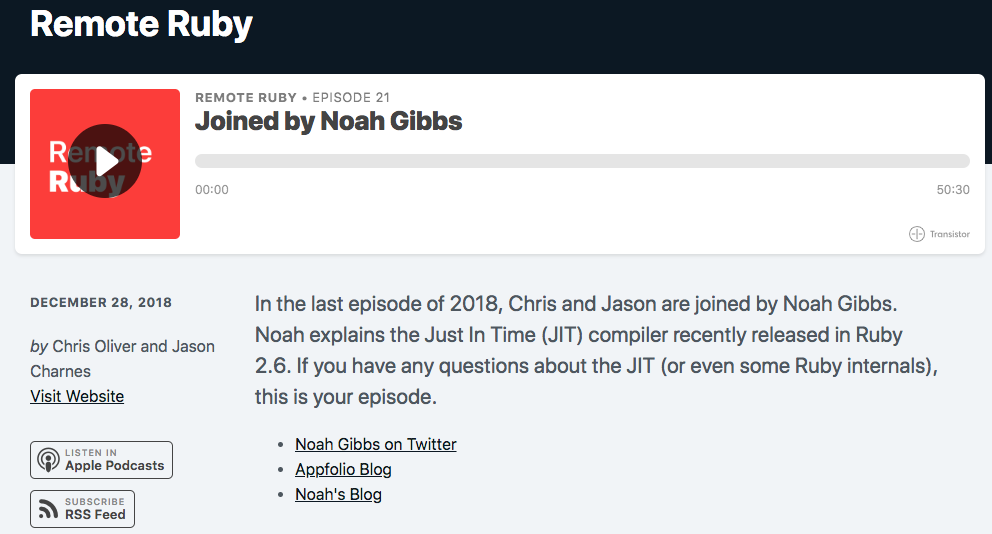 Remote Ruby
Remote
Ruby
REMOTE RUBY • EPISODE 21
Joined by Noah Gibbs
00:00
50:30
Transistor
DECEMBER 28, 2018
by Chris Oliver and Jason
Charnes
Visit Website
LISTEN IN
Apple Podcasts
SUBSCRIBE
RSS Feed
In the last episode of 2018, Chris and Jason are joined by Noah Gibbs.
Noah explains the Just In Time (JIT) compiler recently released in Ruby
2.6. If you have any questions about the JIT (or even some Ruby internals),
this is your episode.
• Noah Gibbs on Twitter
• Appfolio Blog
• Noah's Blog